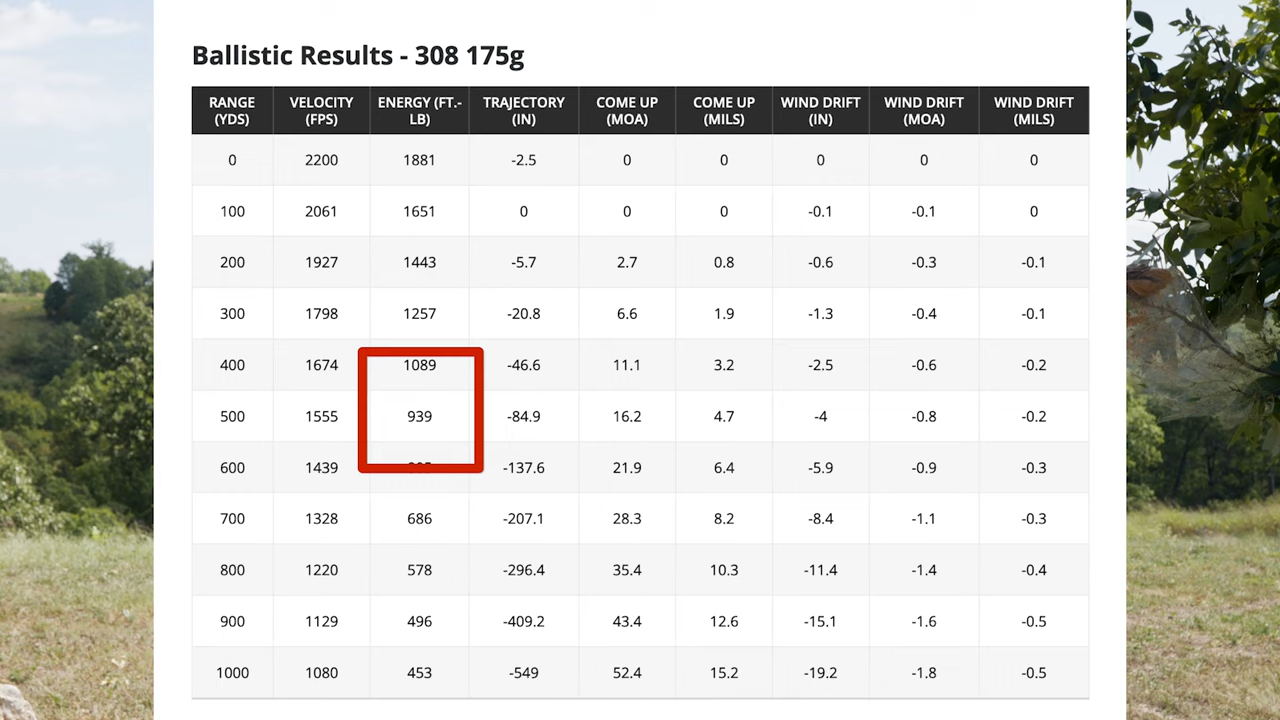 Ballistic Results - 308 175g
RANGE (YDS) VELOCITY (FPS) ENERGY (FT.-LB) TRAJECTORY (IN) COME UP (MOA) COME UP (MILS) WIND DRIFT (IN) WIND DRIFT (MOA) WIND DRIFT (MILS)
0 2200 1881 -2.5 0 0 0 0 0
100 2061 1651 0 0 0 -0.1 -0.1 0
200 1927 1443 -5.7 2.7 0.8 -0.6 -0.3 -0.1
300 1798 1257 -20.8 6.6 1.9 -1.3 -0.4 -0.1
400 1674 1089 -46.6 11.1 3.2 -2.5 -0.6 -0.2
500 1555 939 -84.9 16.2 4.7 -4 -0.8 -0.2
600 1439 -137.6 21.9 6.4 -5.9 -0.9 -0.3
700 1328 686 -207.1 28.3 8.2 -8.4 -1.1 -0.3
800 1220 578 -296.4 35.4 10.3 -11.4 -1.4 -0.4
900 1129 496 -409.2 43.4 12.6 -15.1 -1.6 -0.5
1000 1080 453 -549 52.4 15.2 -19.2 -1.8 -0.5